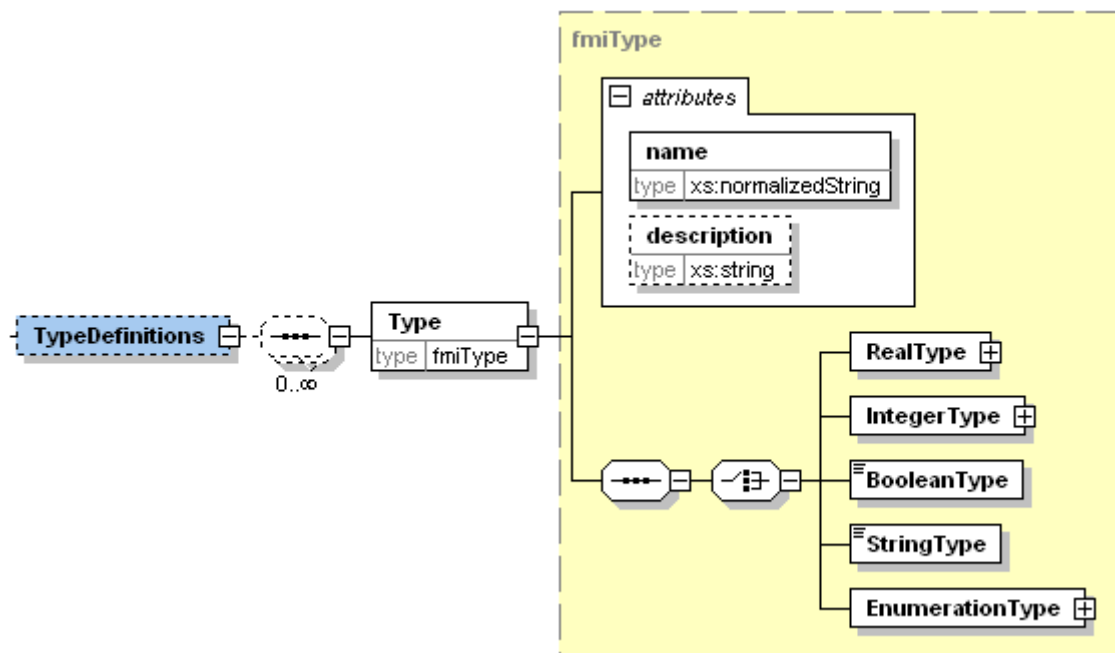 fmiType
attributes
name
type xs:normalizedString
description
type xs:string
TypeDefinitions
0..∞
Type
type fmiType
RealType
IntegerType
BooleanType
StringType
EnumerationType